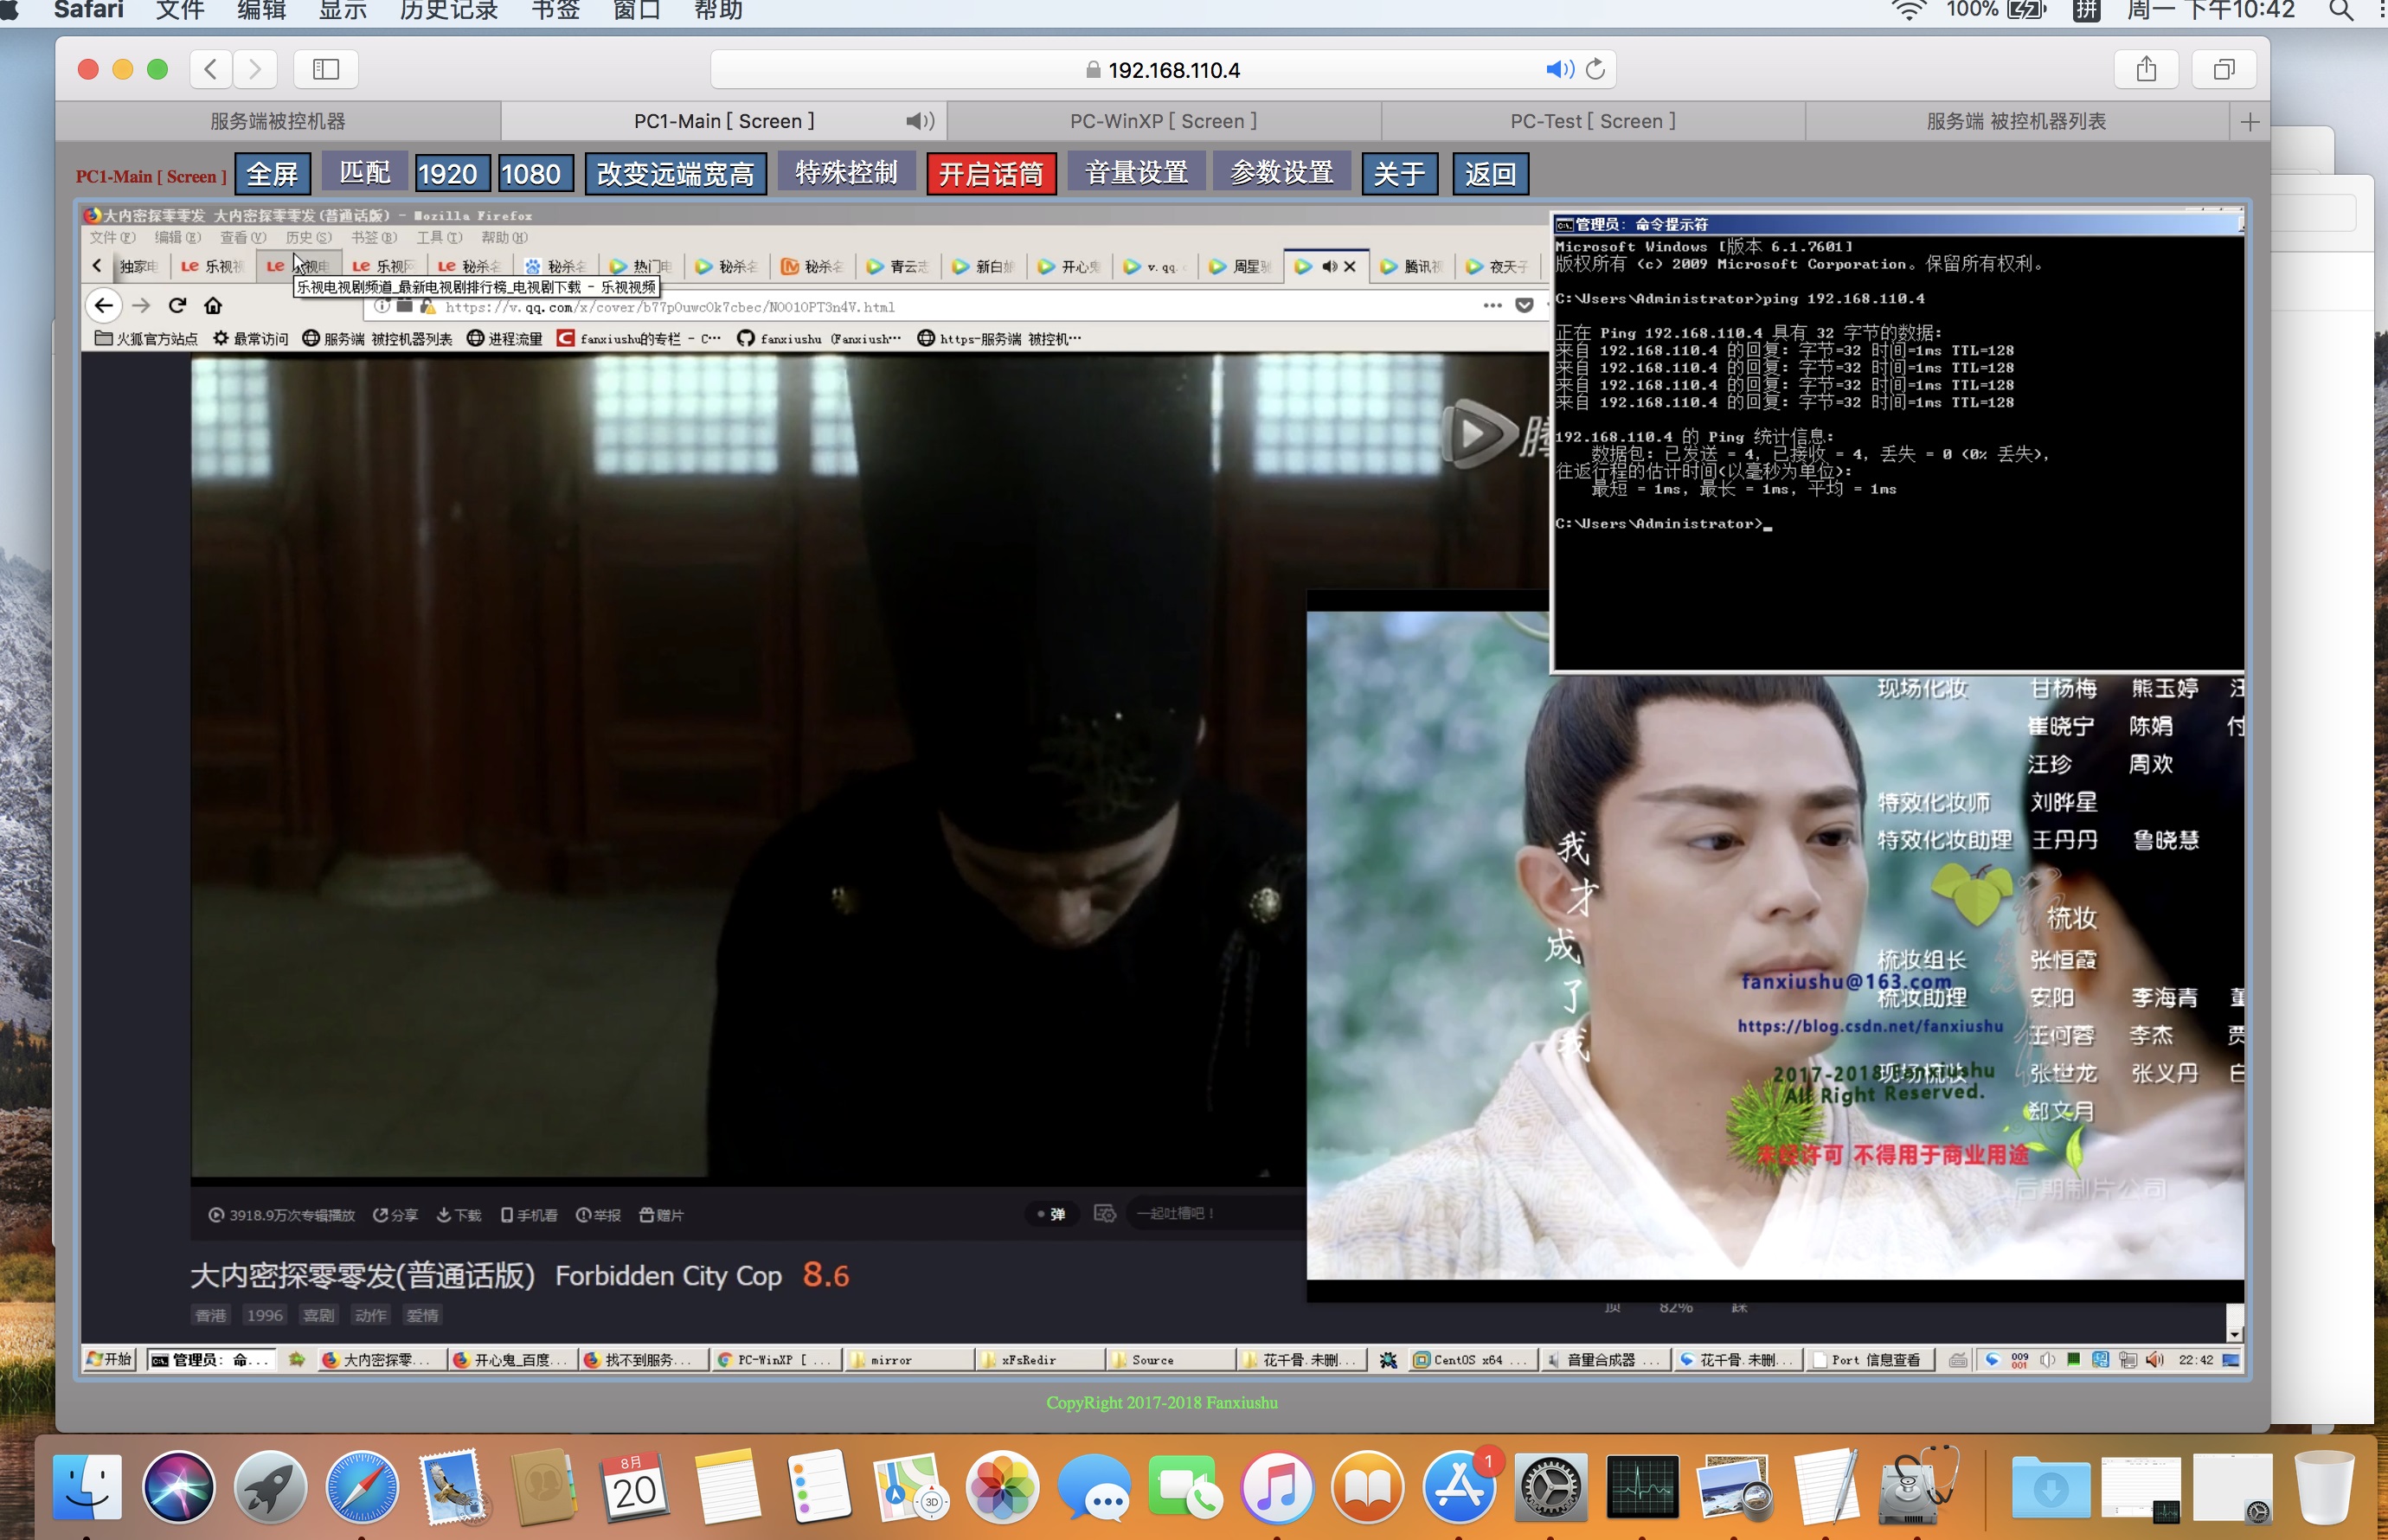 Safari 文件 编辑 显示 历史记录 书签 窗口 帮助 100% 拼 周一 下午10:42
192.168.110.4
服务端被控机器 PC1-Main [ Screen ] PC-WinXP [ Screen ] PC-Test [ Screen ] 服务端 被控机器列表
PC1-Main [ Screen ] 全屏 匹配 1920 1080 改变远端宽高 特殊控制 开启话筒 音量设置 参数设置 关于 返回
大内密探零零发_大内密探零零发(普通话版) - Mozilla Firefox
文件(F) 编辑(E) 查看(V) 历史(S) 书签(B) 工具(T) 帮助(H)
独家电 Le 乐视视 Le 乐视电 Le 乐视网 Le 秘杀名 秘杀名 热门电 秘杀名 秘杀名 青云志 新白娘 开心鬼 v.qq. 周星驰 腾讯视 夜天子
乐视电视剧频道_最新电视剧排行榜_电视剧下载 - 乐视视频
https://v.qq.com/x/cover/b77p0uwc0k7cbec/N0010PT3n4V.html
火狐官方站点 最常访问 服务端 被控机器列表 进程流量 fanxiushu的专栏 - C… fanxiushu (Fanxiush… https-服务端 被控机…
管理员: 命令提示符
Microsoft Windows [版本 6.1.7601]
版权所有 (c) 2009 Microsoft Corporation。保留所有权利。
C:\Users\Administrator>ping 192.168.110.4
正在 Ping 192.168.110.4 具有 32 字节的数据:
来自 192.168.110.4 的回复: 字节=32 时间=1ms TTL=128
来自 192.168.110.4 的回复: 字节=32 时间=1ms TTL=128
来自 192.168.110.4 的回复: 字节=32 时间=1ms TTL=128
来自 192.168.110.4 的回复: 字节=32 时间=1ms TTL=128
192.168.110.4 的 Ping 统计信息:
数据包: 已发送 = 4, 已接收 = 4, 丢失 = 0 (0% 丢失),
往返行程的估计时间(以毫秒为单位):
最短 = 1ms, 最长 = 1ms, 平均 = 1ms
C:\Users\Administrator>_
腾
现场化妆 甘杨梅 熊玉婷
崔晓宁 陈娟 付
汪珍 周欢
特效化妆师 刘晔星
特效化妆助理 王丹丹 鲁晓慧
梳妆
梳妆组长 张恒霞
梳妆助理 安阳 李海青 董
王何蓉 李杰 贾
现场梳妆 张世龙 张义丹 白
郄文月
后期制片公司
我才成了我
fanxiushu@163.com
https://blog.csdn.net/fanxiushu
2017-2018 Fanxiushu
All Right Reserved.
未经许可 不得用于商业用途
3918.9万次专辑播放 分享 下载 手机看 举报 赠片 弹 一起吐槽吧！
大内密探零零发(普通话版) Forbidden City Cop 8.6
香港 1996 喜剧 动作 爱情
顶 82% 踩
开始 管理员: 命... 大内密探零... 开心鬼_百度... 找不到服务... PC-WinXP [ ... mirror xFsRedir Source 花千骨.未删... CentOS x64 ... 音量合成器 ... 花千骨.未删... Port 信息查看 009 001 22:42
CopyRight 2017-2018 Fanxiushu
8月
20
3D
1